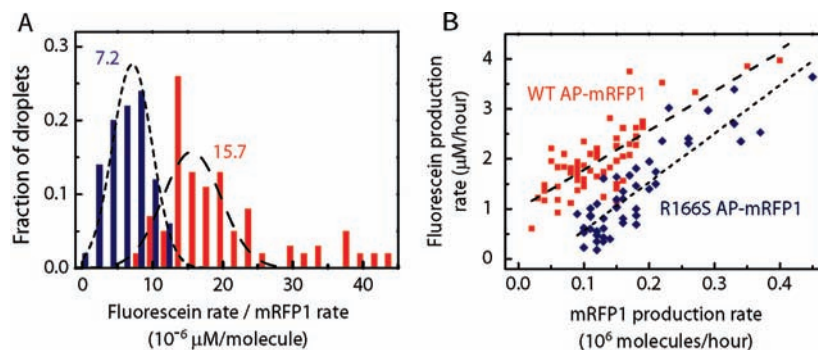 A
0.3
0.2
0.1
0.0
Fraction of droplets
7.2
15.7
0
10
20
30
40
Fluorescein rate / mRFP1 rate
(10⁻⁶ μM/molecule)
B
4
3
2
1
0
Fluorescein production
rate (μM/hour)
WT AP-mRFP1
R166S AP-mRFP1
0.0
0.1
0.2
0.3
0.4
mRFP1 production rate
(10⁶ molecules/hour)